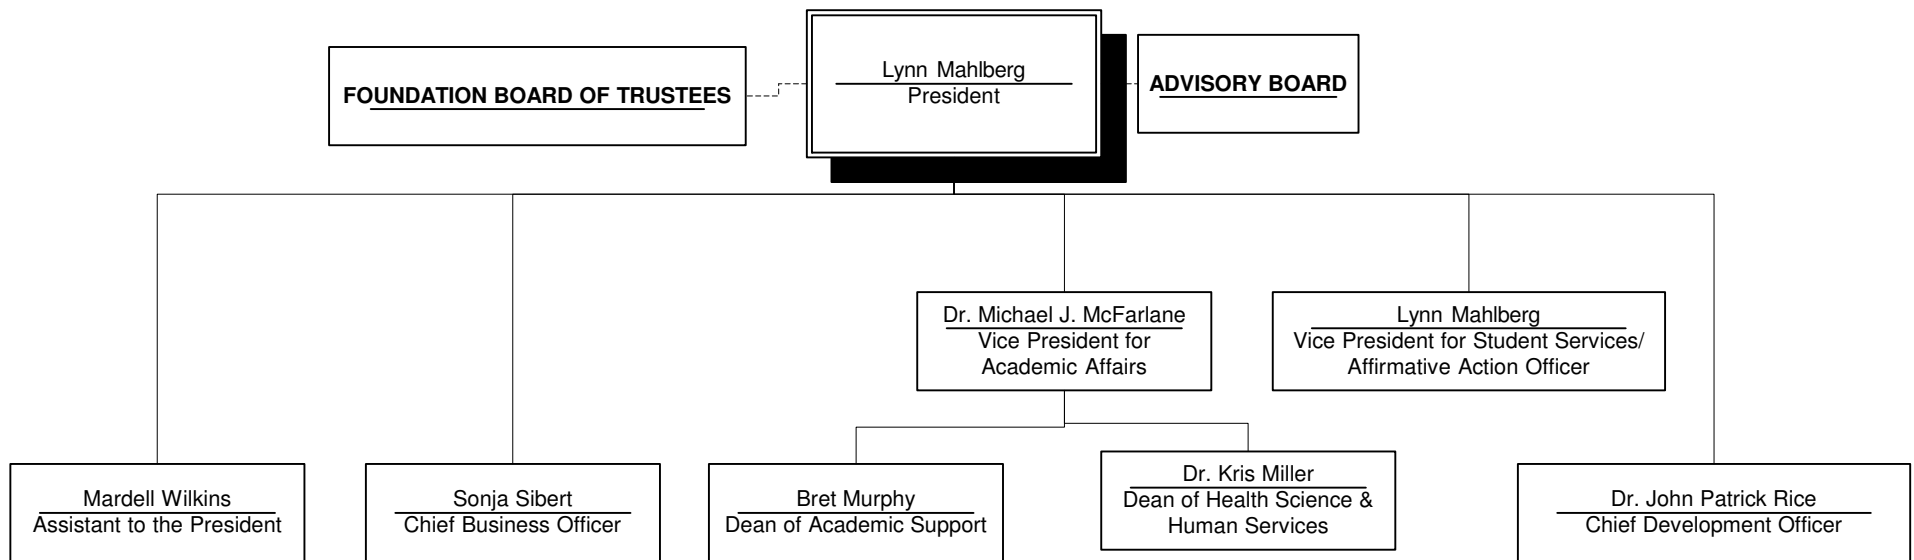 Lynn Mahlberg
President
FOUNDATION BOARD OF TRUSTEES
ADVISORY BOARD
Dr. Michael J. McFarlane
Vice President for
Academic Affairs
Lynn Mahlberg
Vice President for Student Services/
Affirmative Action Officer
Mardell Wilkins
Assistant to the President
Sonja Sibert
Chief Business Officer
Bret Murphy
Dean of Academic Support
Dr. Kris Miller
Dean of Health Science &
Human Services
Dr. John Patrick Rice
Chief Development Officer